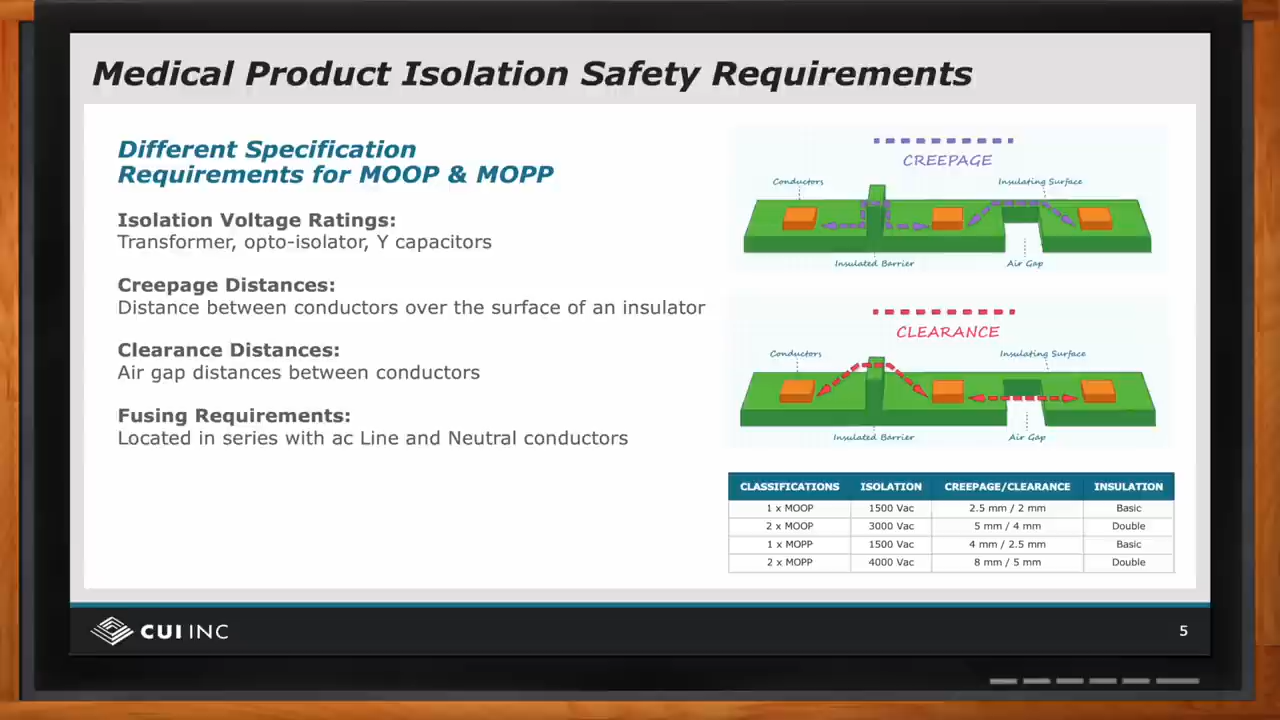 Medical Product Isolation Safety Requirements
Different Specification
Requirements for MOOP & MOPP
Isolation Voltage Ratings:
Transformer, opto-isolator, Y capacitors
Creepage Distances:
Distance between conductors over the surface of an insulator
Clearance Distances:
Air gap distances between conductors
Fusing Requirements:
Located in series with ac Line and Neutral conductors
CREEPAGE
Conductors
Insulating Surface
Insulated Barrier
Air Gap
CLEARANCE
Conductors
Insulating Surface
Insulated Barrier
Air Gap
CLASSIFICATIONS ISOLATION CREEPAGE/CLEARANCE INSULATION
1 x MOOP 1500 Vac 2.5 mm / 2 mm Basic
2 x MOOP 3000 Vac 5 mm / 4 mm Double
1 x MOPP 1500 Vac 4 mm / 2.5 mm Basic
2 x MOPP 4000 Vac 8 mm / 5 mm Double
CUI INC
5